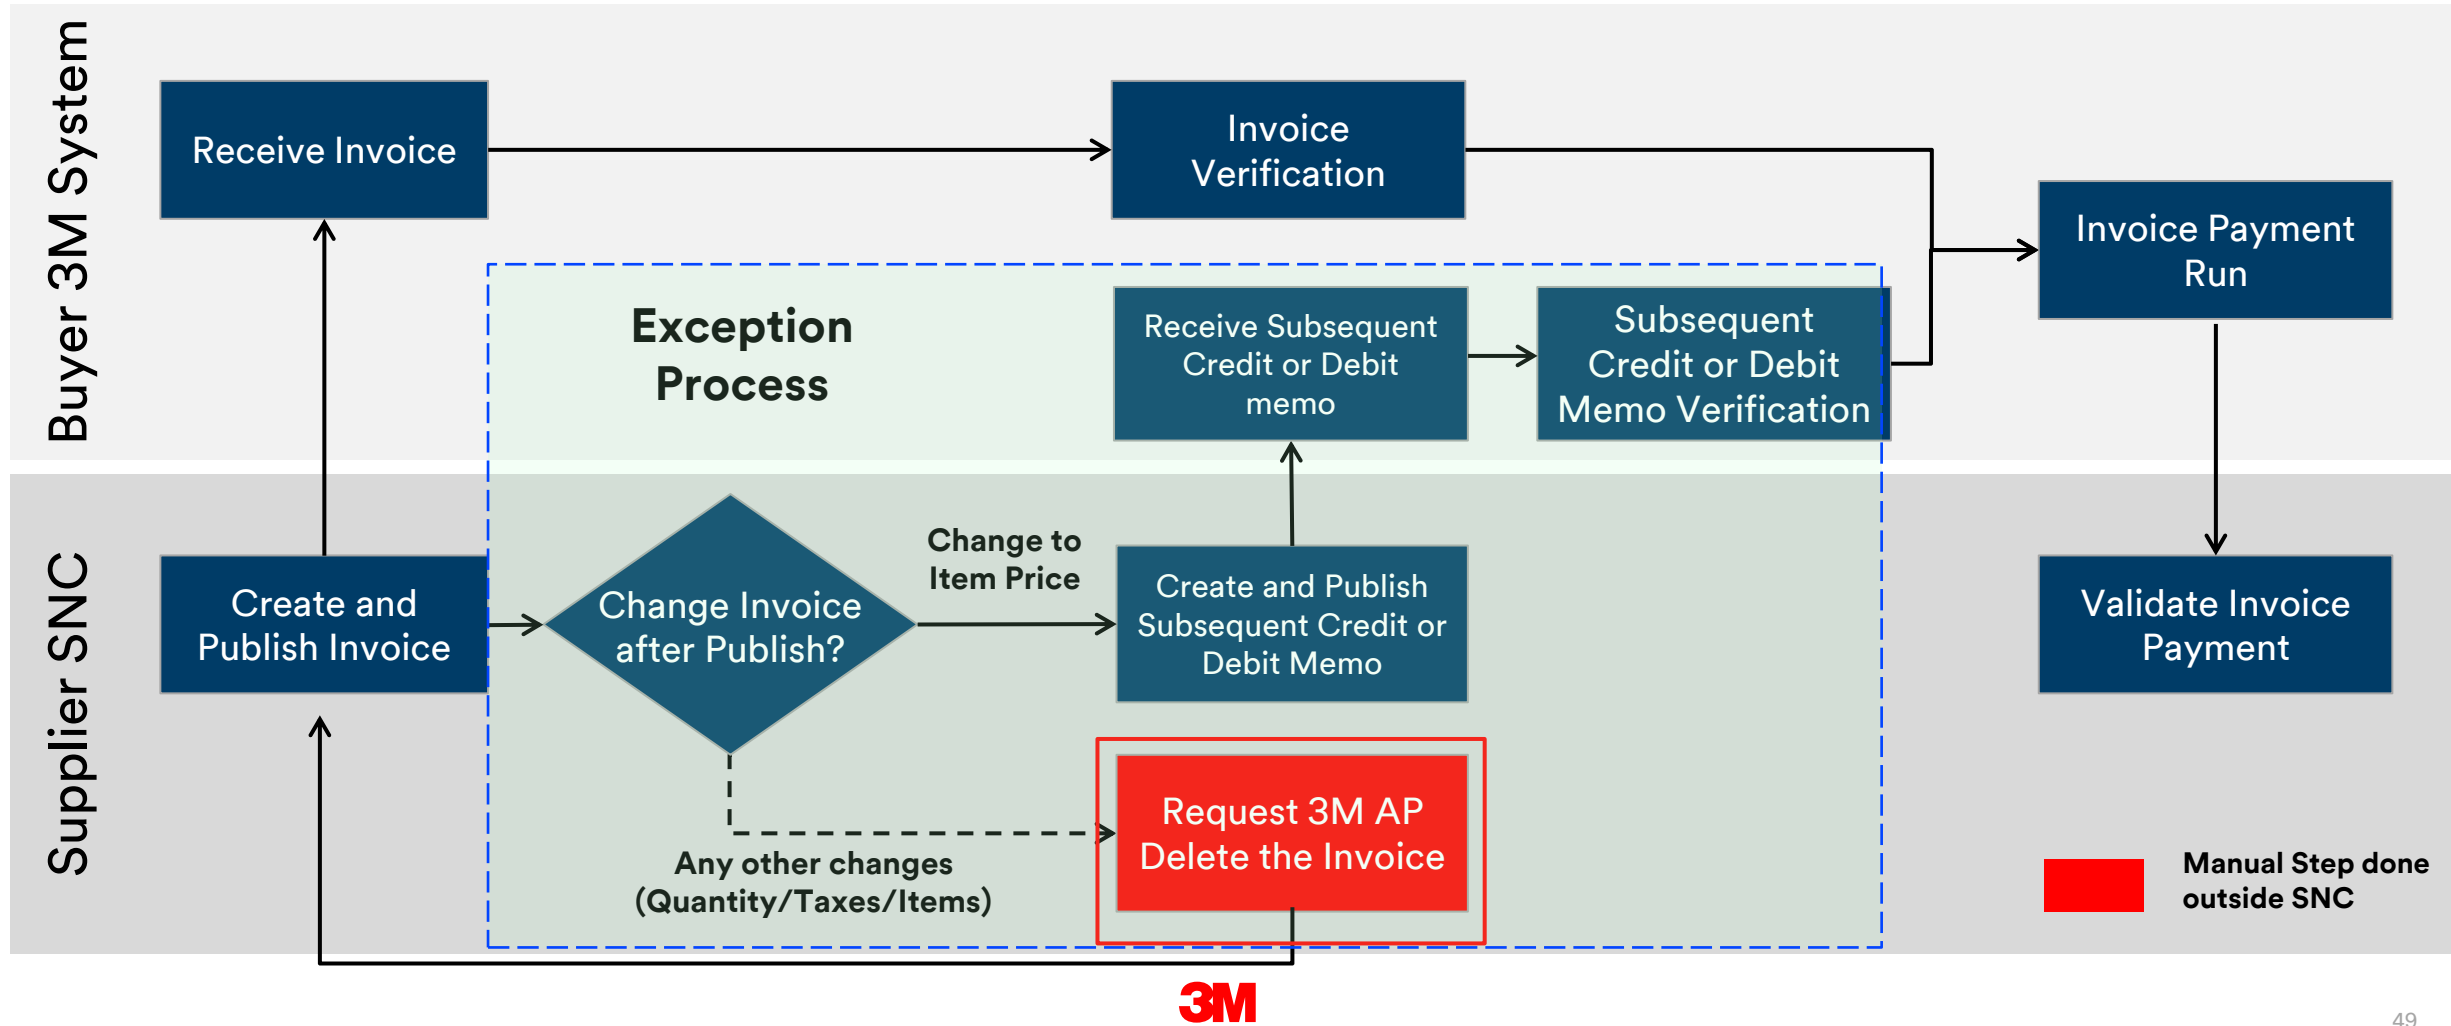 Buyer 3M System
Receive Invoice
Invoice
Verification
Invoice Payment
Run
Exception
Process
Receive Subsequent
Credit or Debit
memo
Subsequent
Credit or Debit
Memo Verification
Supplier SNC
Create and
Publish Invoice
Change Invoice
after Publish?
Change to
Item Price
Create and Publish
Subsequent Credit or
Debit Memo
Validate Invoice
Payment
Any other changes
(Quantity/Taxes/Items)
Request 3M AP
Delete the Invoice
Manual Step done
outside SNC
3M
49